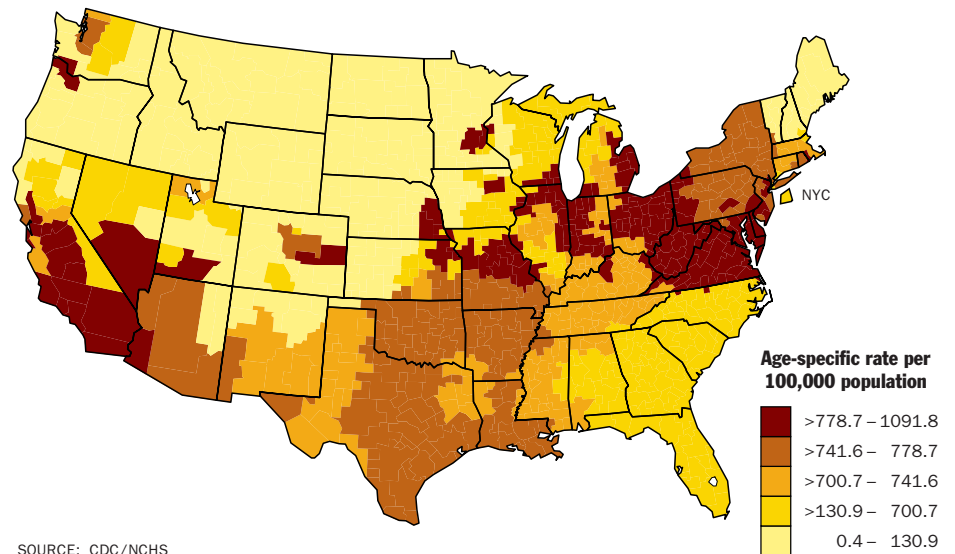 NYC
Age-specific rate per
100,000 population
>778.7 – 1091.8
>741.6 – 778.7
>700.7 – 741.6
>130.9 – 700.7
0.4 – 130.9
SOURCE: CDC/NCHS